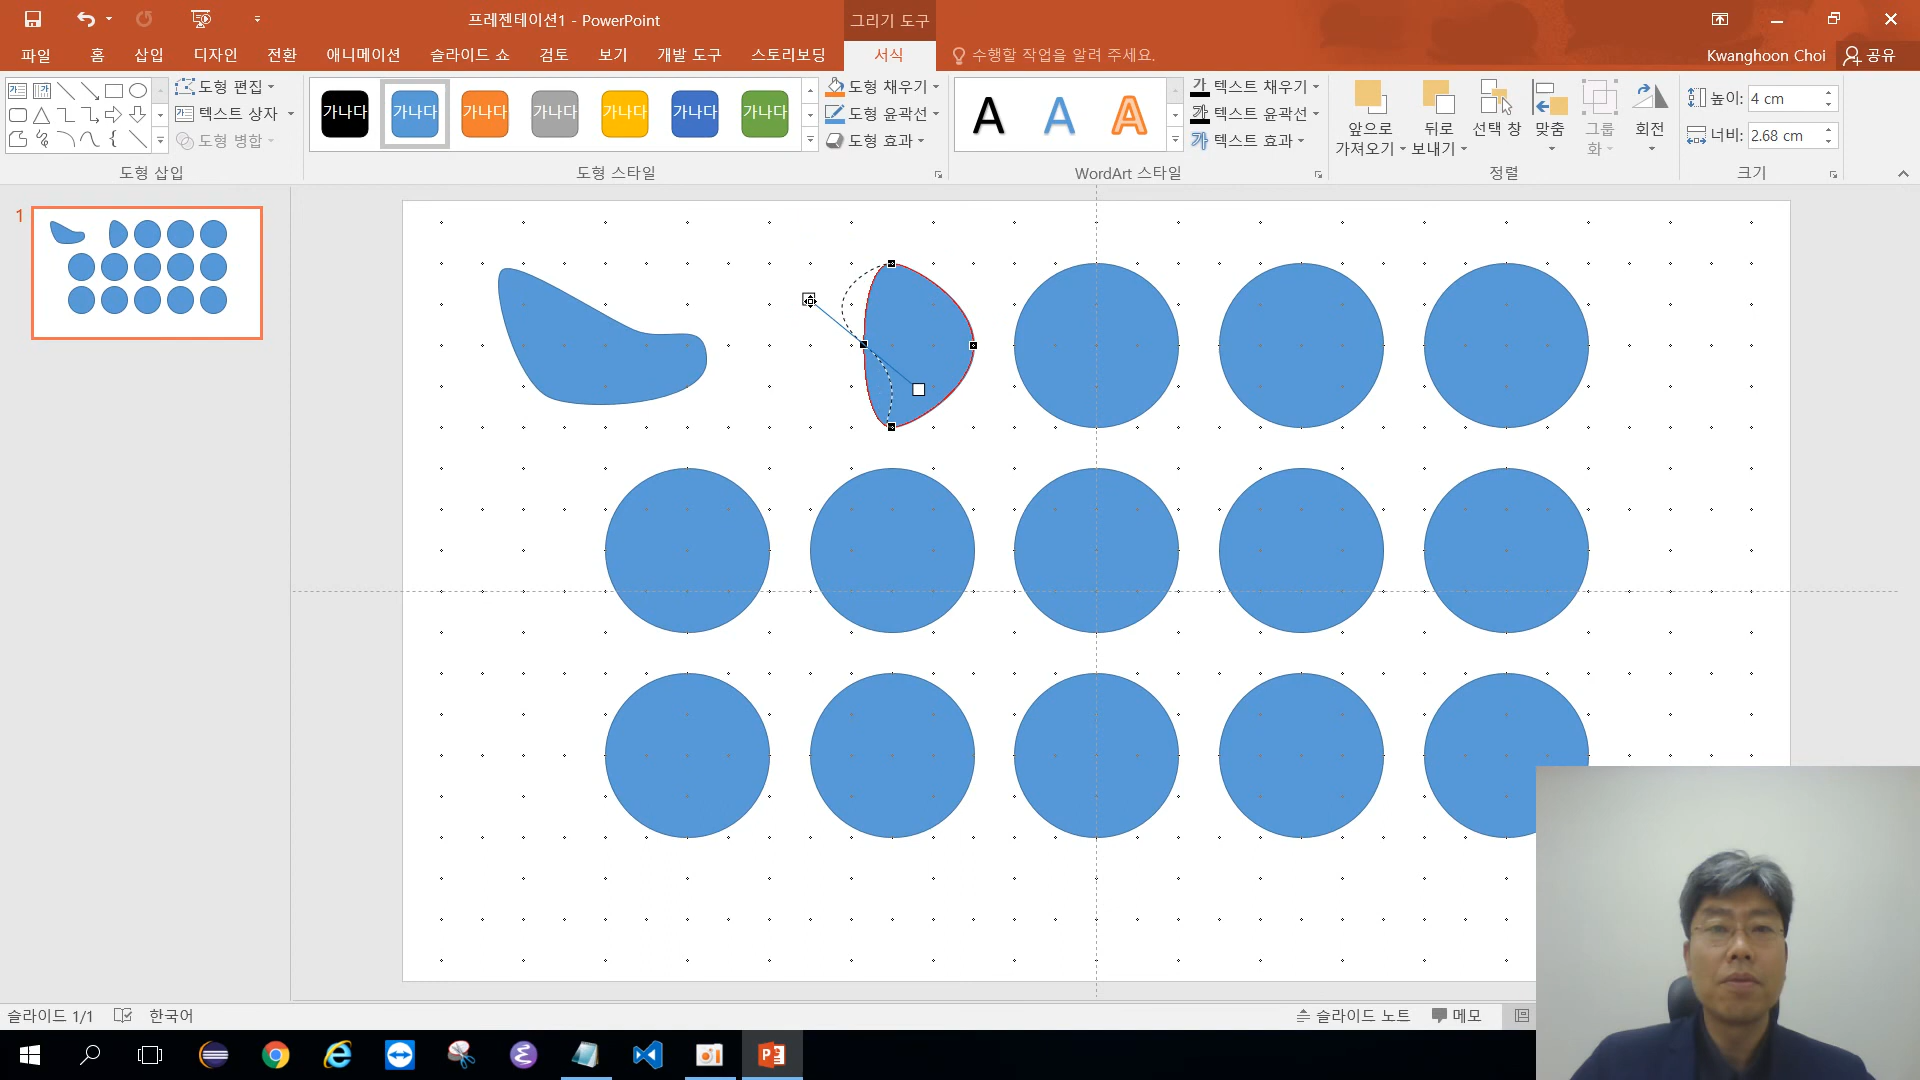 프레젠테이션1 - PowerPoint
그리기 도구
파일 홈 삽입 디자인 전환 애니메이션 슬라이드 쇼 검토 보기 개발 도구 스토리보딩 서식 수행할 작업을 알려 주세요. Kwanghoon Choi 공유
도형 편집
텍스트 상자
도형 병합
도형 삽입
가나다 가나다 가나다 가나다 가나다 가나다 가나다
도형 채우기
도형 윤곽선
도형 효과
도형 스타일
A A A
텍스트 채우기
텍스트 윤곽선
텍스트 효과
WordArt 스타일
앞으로 가져오기
뒤로 보내기
선택 창
맞춤
그룹화
회전
정렬
높이: 4 cm
너비: 2.68 cm
크기
1
슬라이드 1/1 한국어 슬라이드 노트 메모